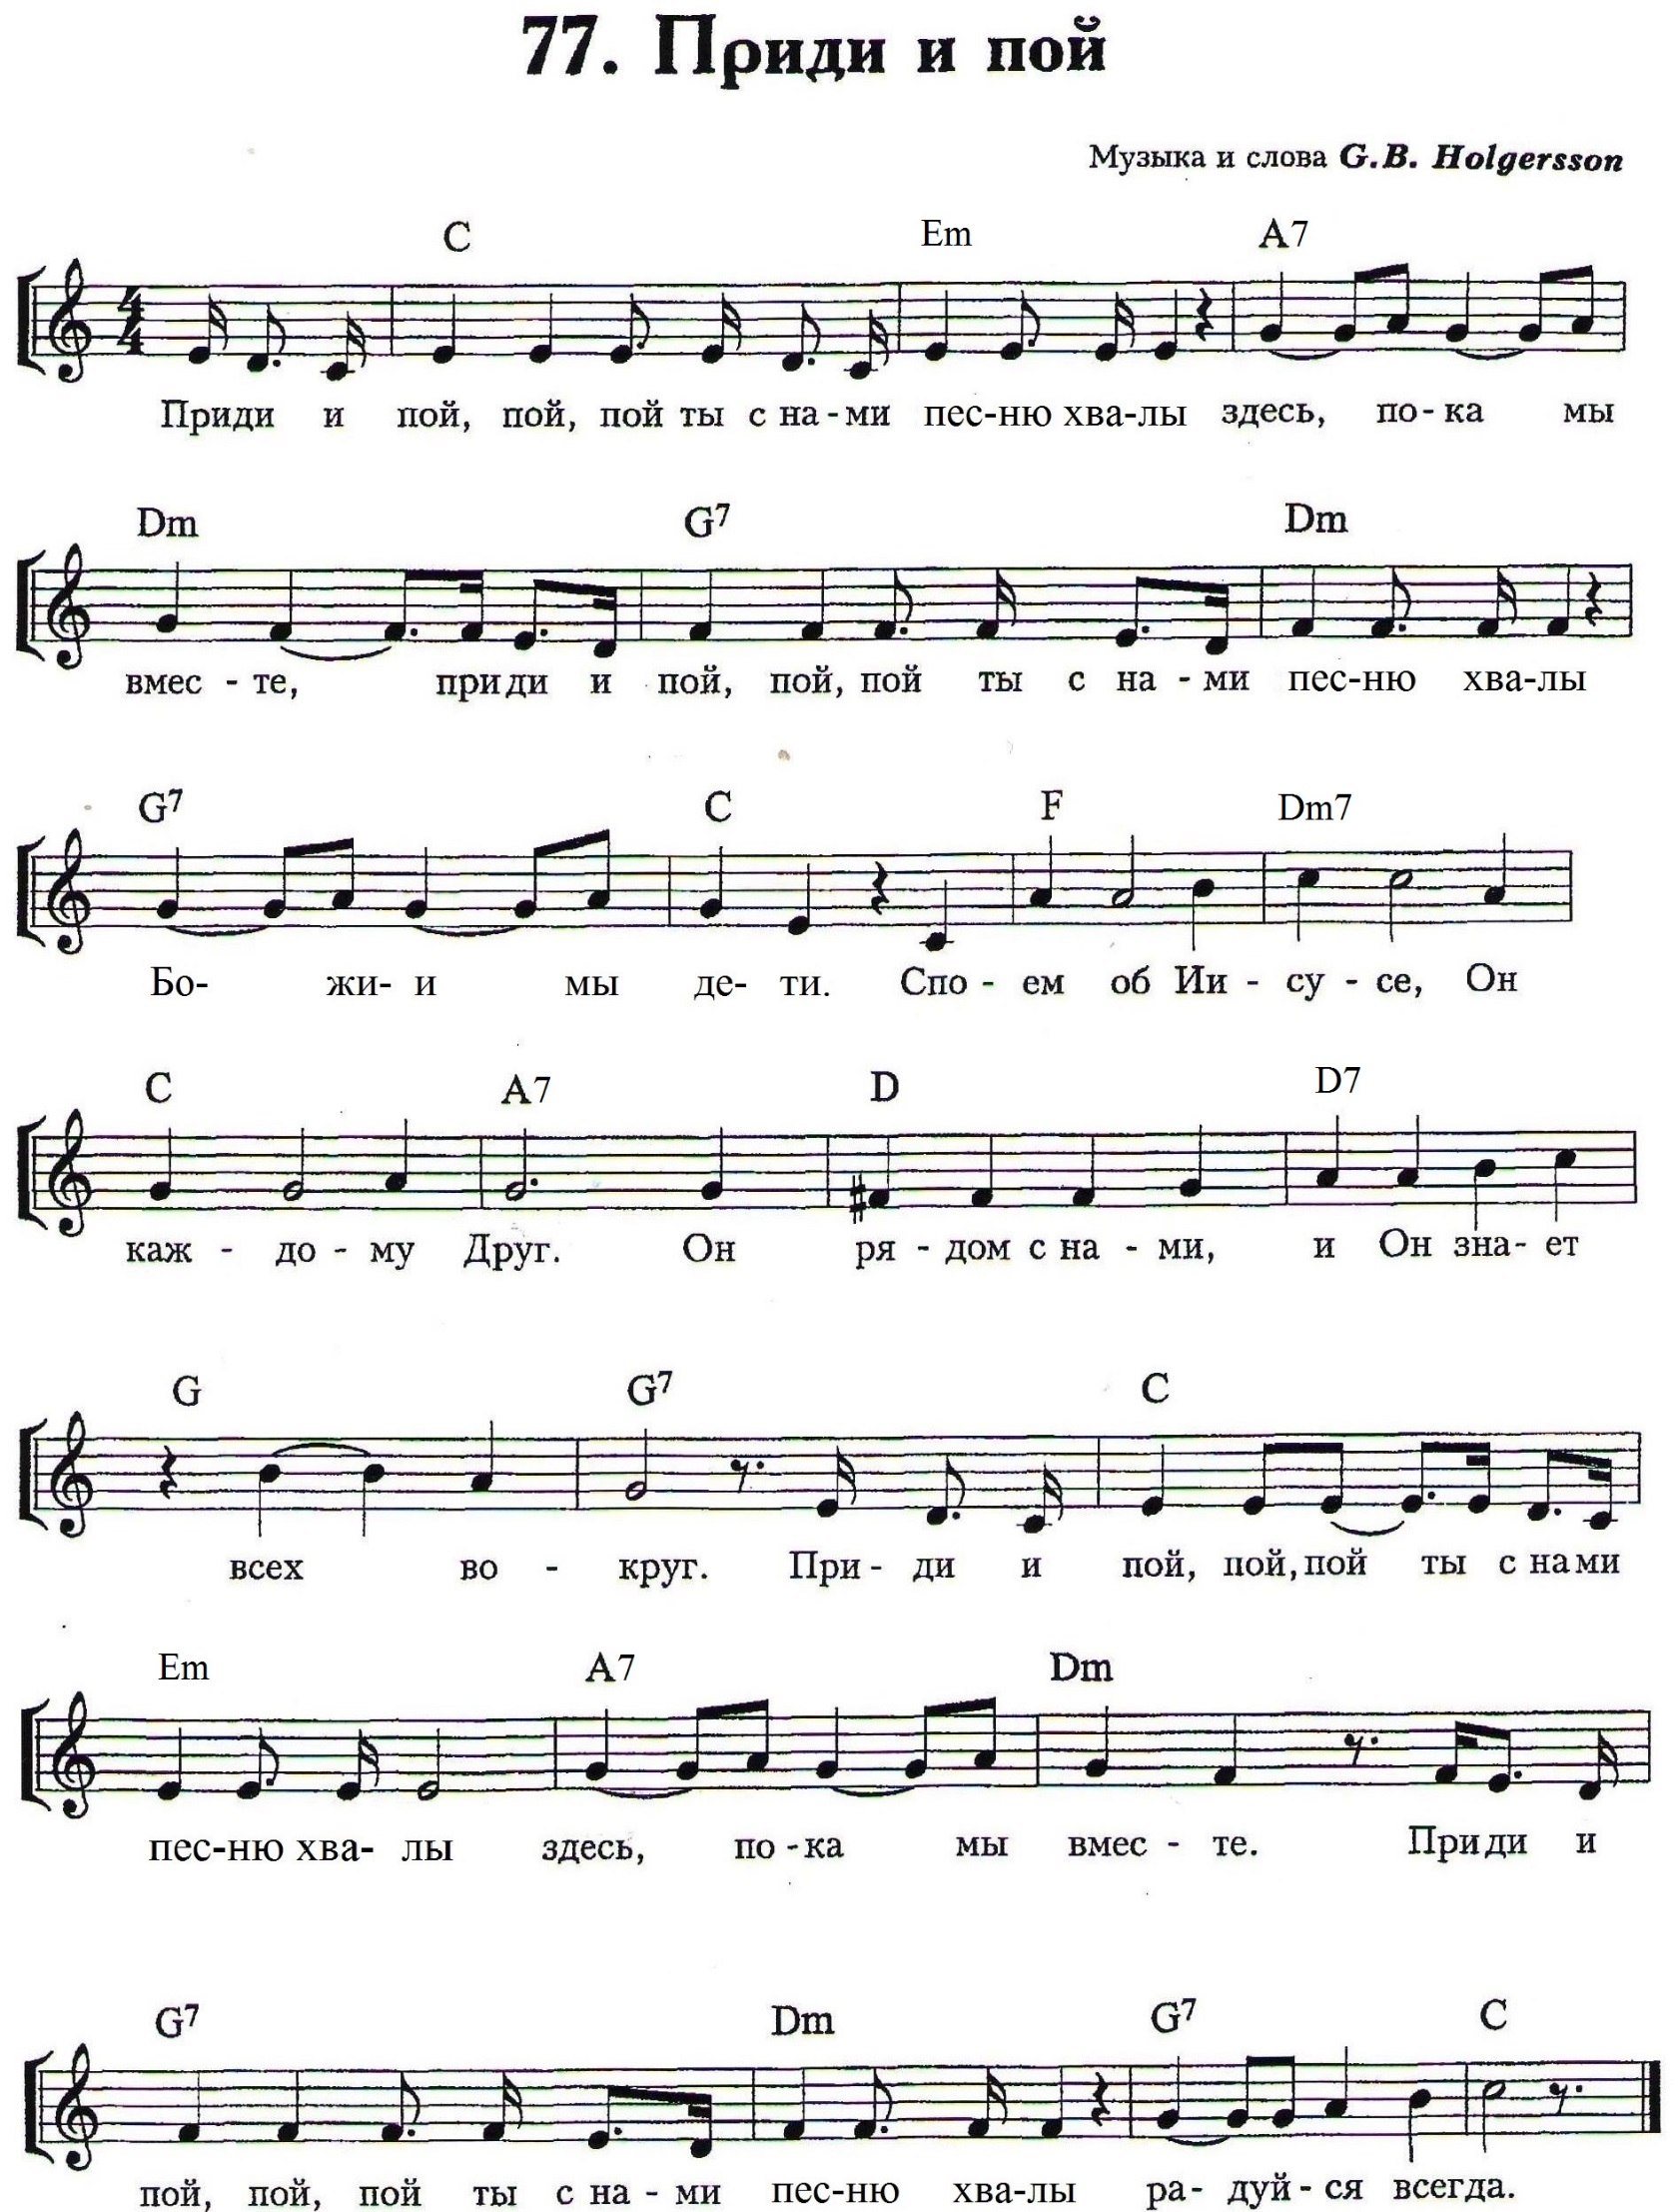 77. Приди и пой
Музыка и слова G.B. Holgersson
C Em A7
4 4
Приди и пой, пой, пой ты с на-ми пес-ню хва-лы здесь, по-ка мы
Dm G7 Dm
вмес - те, приди и пой, пой, пой ты с на - ми пес-ню хва-лы
G7 C F Dm7
Бо- жи- и мы де- ти. Спо - ем об Ии - су - се, Он
C A7 D D7
каж - до - му Друг. Он ря - дом с на - ми, и Он зна- ет
G G7 C
всех во - круг. При - ди и пой, пой, пой ты с нами
Em A7 Dm
пес-ню хва- лы здесь, по -ка мы вмес - те. Приди и
G7 Dm G7 C
пой, пой, пой ты с на - ми пес-ню хва-лы ра- дуй - ся всегда.